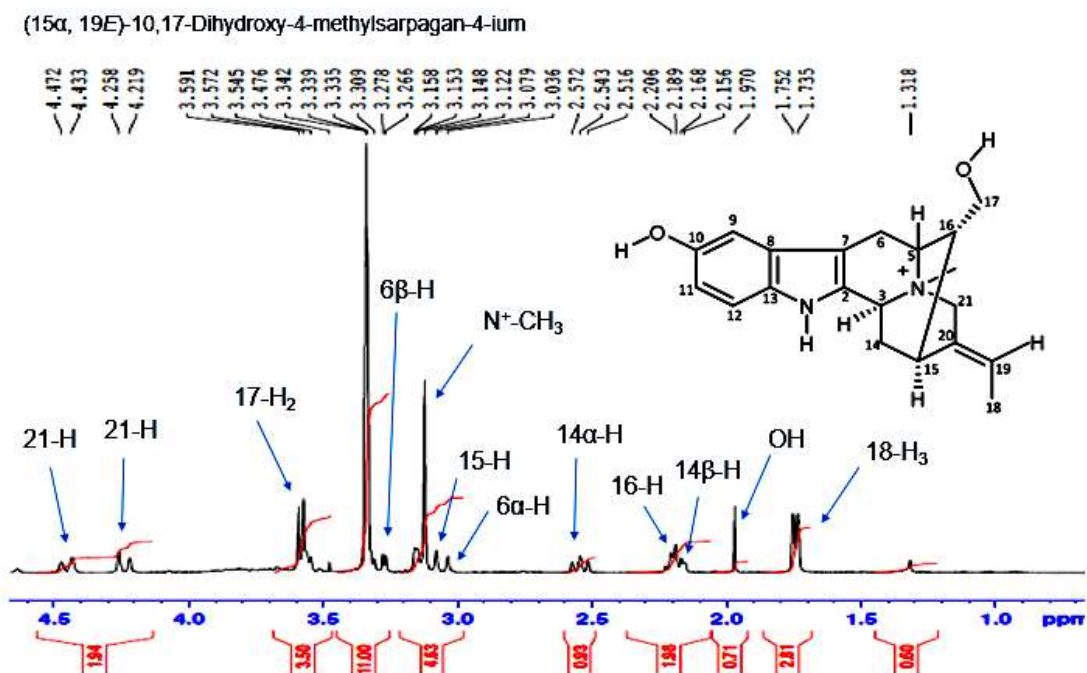 (15α, 19E)-10,17-Dihydroxy-4-methylsarpagan-4-ium
4.472 4.433 4.258 4.219 3.591 3.572 3.545 3.476 3.342 3.339 3.335 3.309 3.278 3.266 3.158 3.153 3.148 3.122 3.079 3.036 2.572 2.543 2.516 2.206 2.189 2.168 2.156 1.970 1.752 1.735 1.318
H
O
17
H
16
9
6
H
O
10
8
7
5
+
N
11
13
2
3
21
12
N
H
H
14
20
H
15
19
H
18
6β-H
N⁺-CH₃
21-H
21-H
17-H₂
15-H
6α-H
14α-H
16-H
14β-H
OH
18-H₃
4.5 4.0 3.5 3.0 2.5 2.0 1.5 1.0 ppm
1.94 3.50 11.00 4.63 0.93 1.98 0.71 2.81 0.60